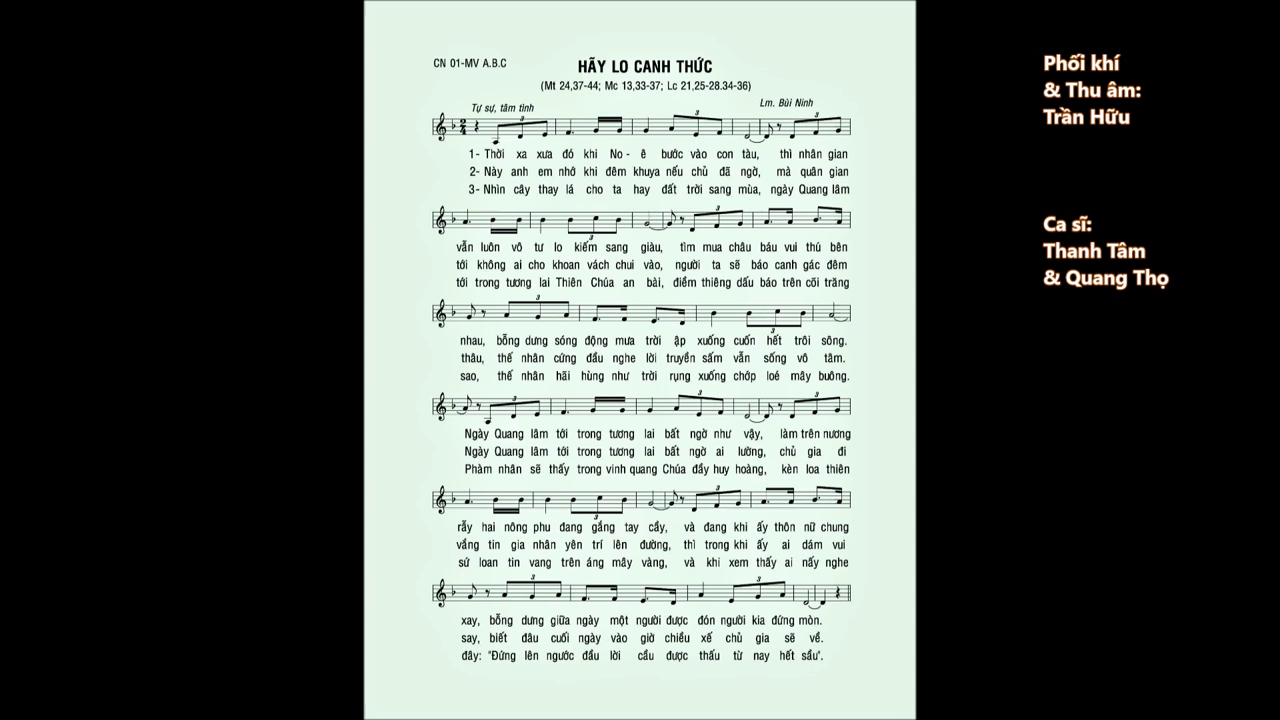 CN 01-MV A.B.C
HÃY LO CANH THỨC
(Mt 24,37-44; Mc 13,33-37; Lc 21,25-28.34-36)
Tự sự, tâm tình
Lm. Bùi Ninh
1- Thời xa xưa đó khi No - ê bước vào con tàu, thì nhân gian
2- Này anh em nhớ khi đêm khuya nếu chủ đã ngờ, mà quân gian
3- Nhìn cây thay lá cho ta hay đất trời sang mùa, ngày Quang lâm
vẫn luôn vô tư lo kiếm sang giàu, tìm mua châu báu vui thú bên
tới không ai cho khoan vách chui vào, người ta sẽ báo canh gác đêm
tới trong tương lai Thiên Chúa an bài, điềm thiêng dấu báo trên cõi trăng
nhau, bỗng dưng sóng động mưa trời ập xuống cuốn hết trôi sông.
thâu, thế nhân cứng đầu nghe lời truyền sấm vẫn sống vô tâm.
sao, thế nhân hãi hùng như trời rụng xuống chớp loé mây buông.
Ngày Quang lâm tới trong tương lai bất ngờ như vậy, làm trên nương
Ngày Quang lâm tới trong tương lai bất ngờ ai lường, chủ gia đi
Phàm nhân sẽ thấy trong vinh quang Chúa đầy huy hoàng, kèn loa thiên
rẫy hai nông phu đang gắng tay cầy, và đang khi ấy thôn nữ chung
vắng tin gia nhân yên trí lên đường, thì trong khi ấy ai dám vui
sứ loan tin vang trên áng mây vàng, và khi xem thấy ai nấy nghe
xay, bỗng dưng giữa ngày một người được đón người kia đứng mòn.
say, biết đâu cuối ngày vào giờ chiều xế chủ gia sẽ về.
đây: "Đứng lên ngước đầu lời cầu được thấu từ nay hết sầu".
Phối khí
& Thu âm:
Trần Hữu
Ca sĩ:
Thanh Tâm
& Quang Thọ